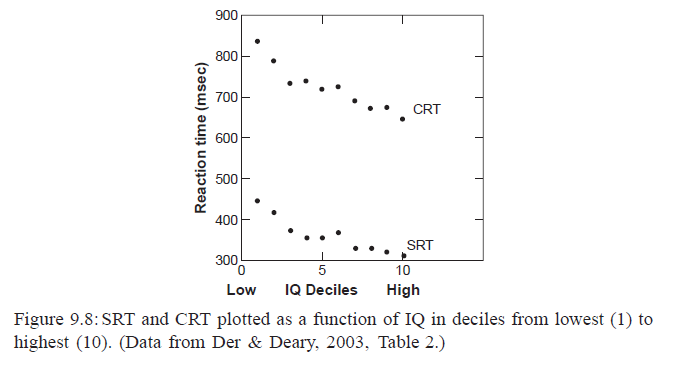 900
800
700
600
500
400
300
Reaction time (msec)
CRT
SRT
0 5 10
Low IQ Deciles High
Figure 9.8: SRT and CRT plotted as a function of IQ in deciles from lowest (1) to
highest (10). (Data from Der & Deary, 2003, Table 2.)